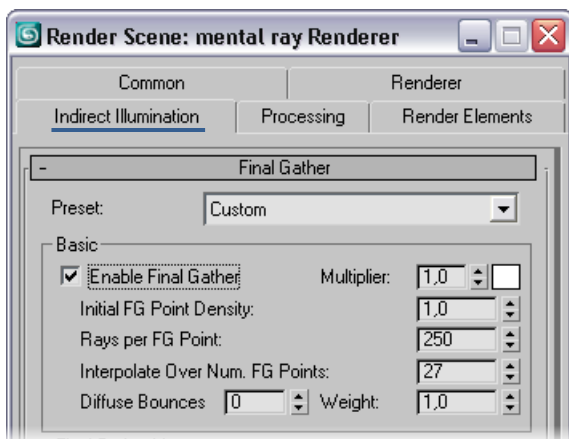 Render Scene: mental ray Renderer
Common Renderer
Indirect Illumination Processing Render Elements
- Final Gather
Preset: Custom
Basic
Enable Final Gather Multiplier: 1,0
Initial FG Point Density: 1,0
Rays per FG Point: 250
Interpolate Over Num. FG Points: 27
Diffuse Bounces 0 Weight: 1,0